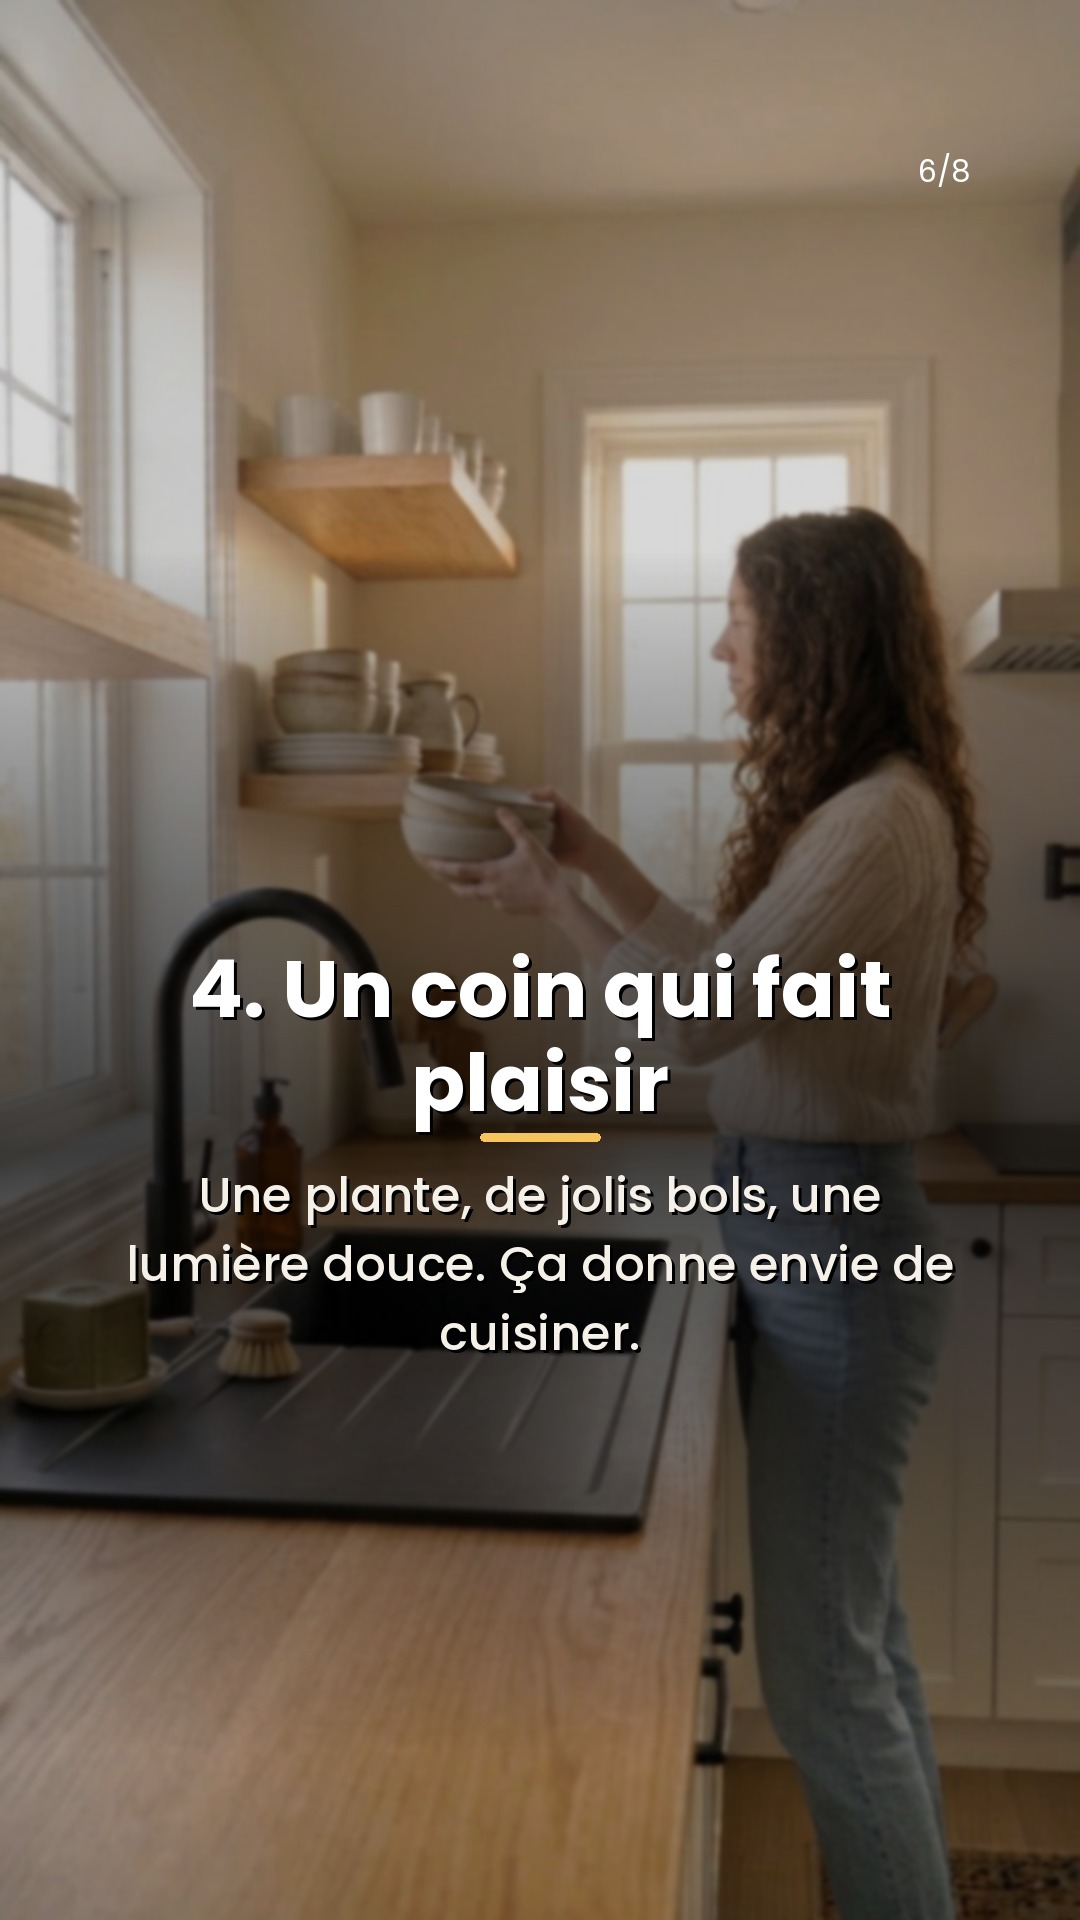 6/8
4. Un coin qui fait
plaisir
Une plante, de jolis bols, une
lumière douce. Ça donne envie de
cuisiner.